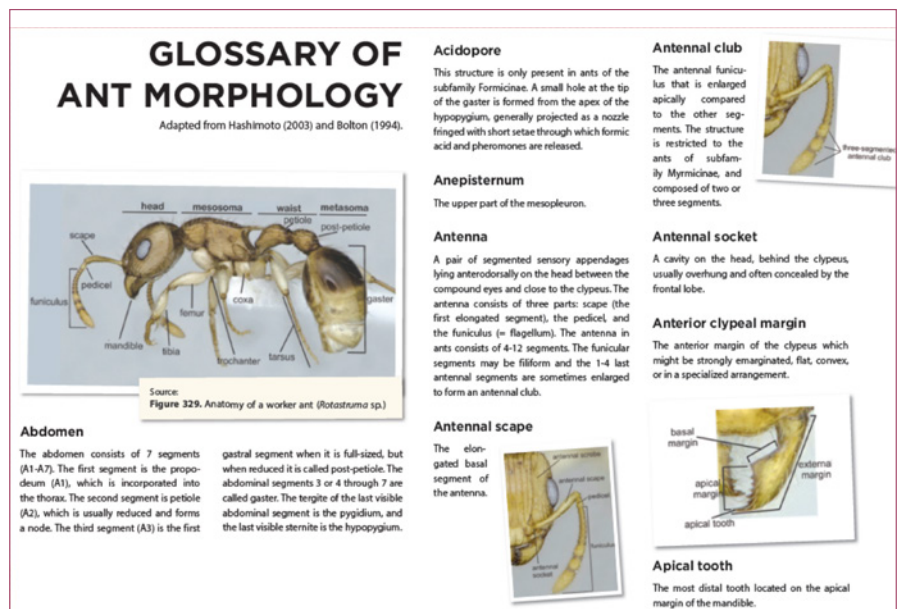 GLOSSARY OF
ANT MORPHOLOGY
Adapted from Hashimoto (2003) and Bolton (1994).
head
mesosoma
waist
metasoma
petiole
post-petiole
scape
pedicel
funiculus
mandible
tibia
femur
coxa
trochanter
tarsus
gaster
Source:
Figure 329. Anatomy of a worker ant (Rotastruma sp.)
Abdomen
The abdomen consists of 7 segments
(A1-A7). The first segment is the propo-
deum (A1), which is incorporated into
the thorax. The second segment is petiole
(A2), which is usually reduced and forms
a node. The third segment (A3) is the first
gastral segment when it is full-sized, but
when reduced it is called post-petiole. The
abdominal segments 3 or 4 through 7 are
called gaster. The tergite of the last visible
abdominal segment is the pygidium, and
the last visible sternite is the hypopygium.
Acidopore
This structure is only present in ants of the
subfamily Formicinae. A small hole at the tip
of the gaster is formed from the apex of the
hypopygium, generally projected as a nozzle
fringed with short setae through which formic
acid and pheromones are released.
Anepisternum
The upper part of the mesopleuron.
Antenna
A pair of segmented sensory appendages
lying anterodorsally on the head between the
compound eyes and close to the clypeus. The
antenna consists of three parts: scape (the
first elongated segment), the pedicel, and
the funiculus (= flagellum). The antenna in
ants consists of 4-12 segments. The funicular
segments may be filiform and the 1-4 last
antennal segments are sometimes enlarged
to form an antennal club.
Antennal scape
The elon-
gated basal
segment of
the antenna.
antennal scrobe
antennal scape
pedicel
funiculus
antennal
socket
Antennal club
The antennal funicu-
lus that is enlarged
apically compared
to the other seg-
ments. The structure
is restricted to the
ants of subfam-
ily Myrmicinae, and
composed of two or
three segments.
three-segmented
antennal club
Antennal socket
A cavity on the head, behind the clypeus,
usually overhung and often concealed by the
frontal lobe.
Anterior clypeal margin
The anterior margin of the clypeus which
might be strongly emarginated, flat, convex,
or in a specialized arrangement.
basal
margin
apical
margin
external
margin
apical tooth
Apical tooth
The most distal tooth located on the apical
margin of the mandible.